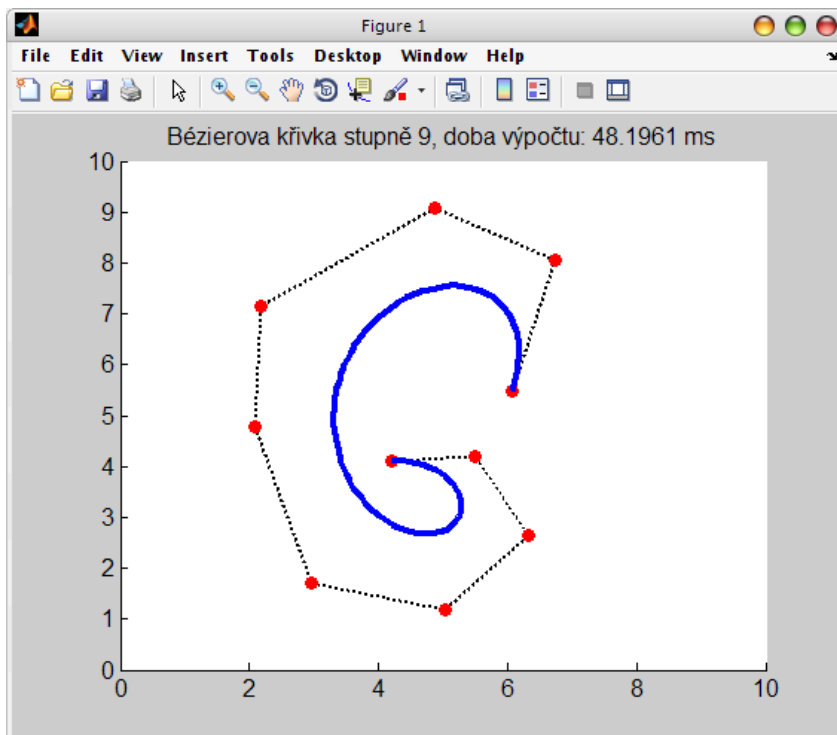 Figure 1
File Edit View Insert Tools Desktop Window Help
Bézierova křivka stupně 9, doba výpočtu: 48.1961 ms
10
9
8
7
6
5
4
3
2
1
0
0 2 4 6 8 10